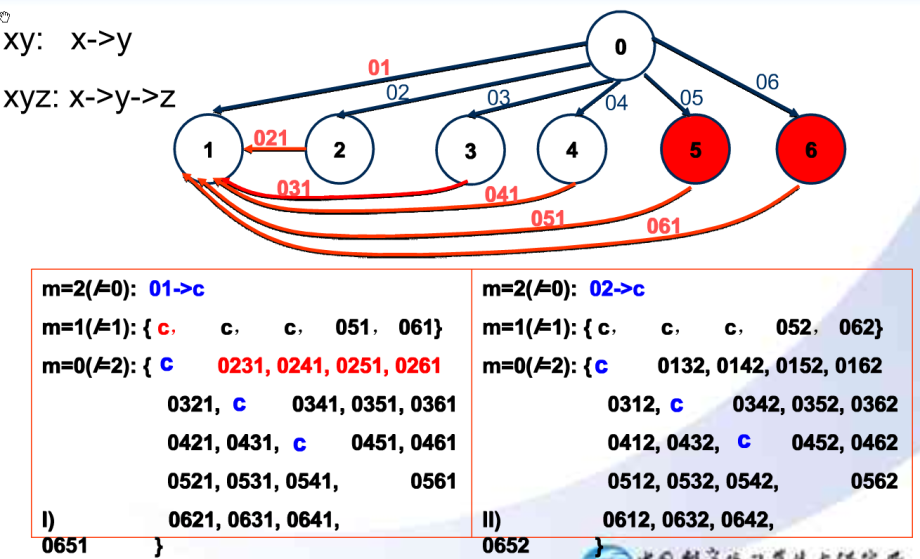 xy: x->y
xyz: x->y->z
0
01
02
03
04
05
06
1
2
3
4
5
6
021
031
041
051
061
m=2(l=0): 01->c
m=1(l=1): { c, c, c, 051, 061}
m=0(l=2): { c 0231, 0241, 0251, 0261
0321, c 0341, 0351, 0361
0421, 0431, c 0451, 0461
0521, 0531, 0541, 0561
I) 0621, 0631, 0641,
0651 }
m=2(l=0): 02->c
m=1(l=1): { c, c, c, 052, 062}
m=0(l=2): {c 0132, 0142, 0152, 0162
0312, c 0342, 0352, 0362
0412, 0432, c 0452, 0462
0512, 0532, 0542, 0562
II) 0612, 0632, 0642,
0652 }